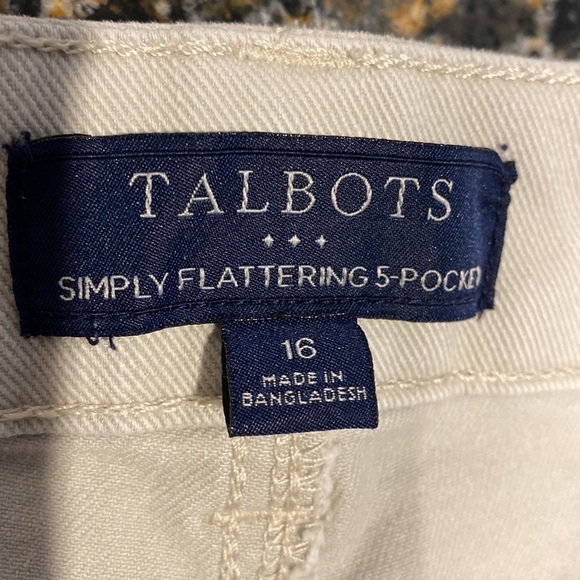 TALBOTS
SIMPLY FLATTERING 5-POCKET
16
MADE IN
BANGLADESH